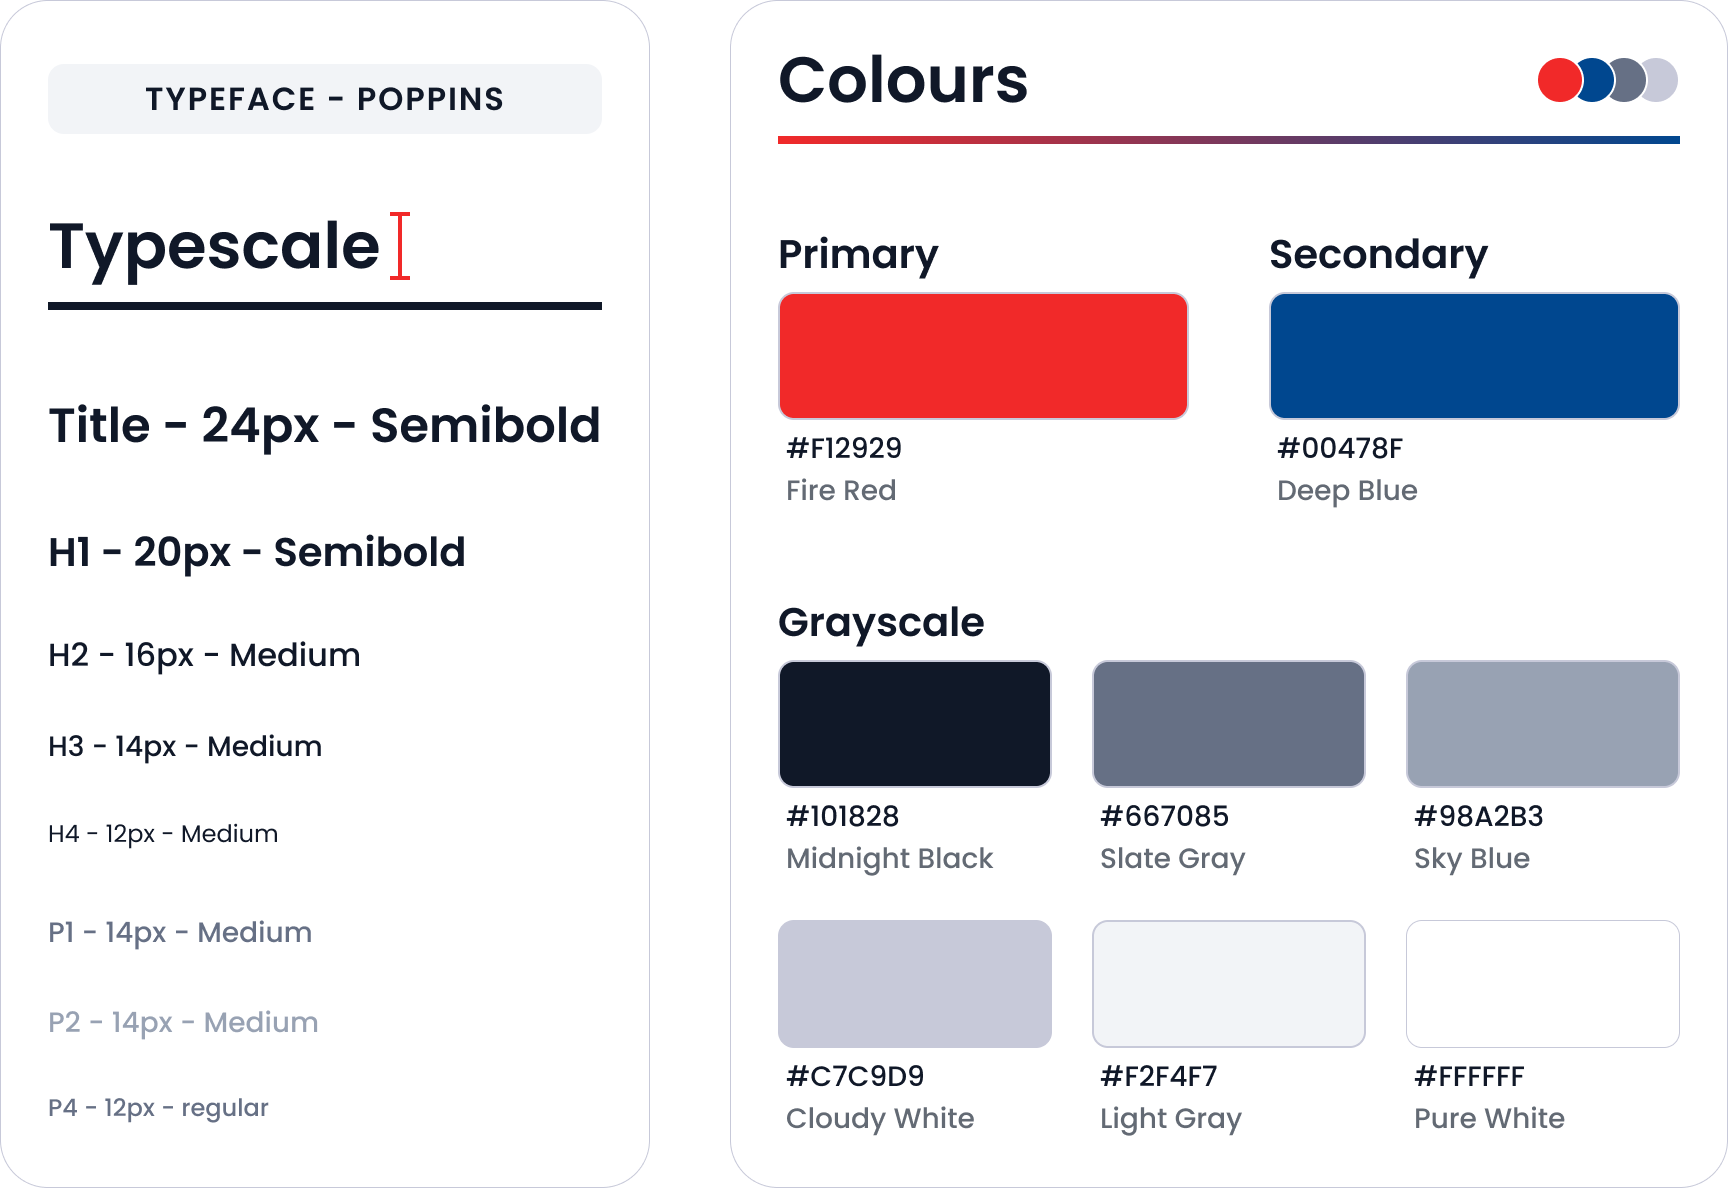 TYPEFACE - POPPINS
Typescale
Title - 24px - Semibold
H1 - 20px - Semibold
H2 - 16px - Medium
H3 - 14px - Medium
H4 - 12px - Medium
P1 - 14px - Medium
P2 - 14px - Medium
P4 - 12px - regular
Colours
Primary
#F12929
Fire Red
Secondary
#00478F
Deep Blue
Grayscale
#101828
Midnight Black
#667085
Slate Gray
#98A2B3
Sky Blue
#C7C9D9
Cloudy White
#F2F4F7
Light Gray
#FFFFFF
Pure White